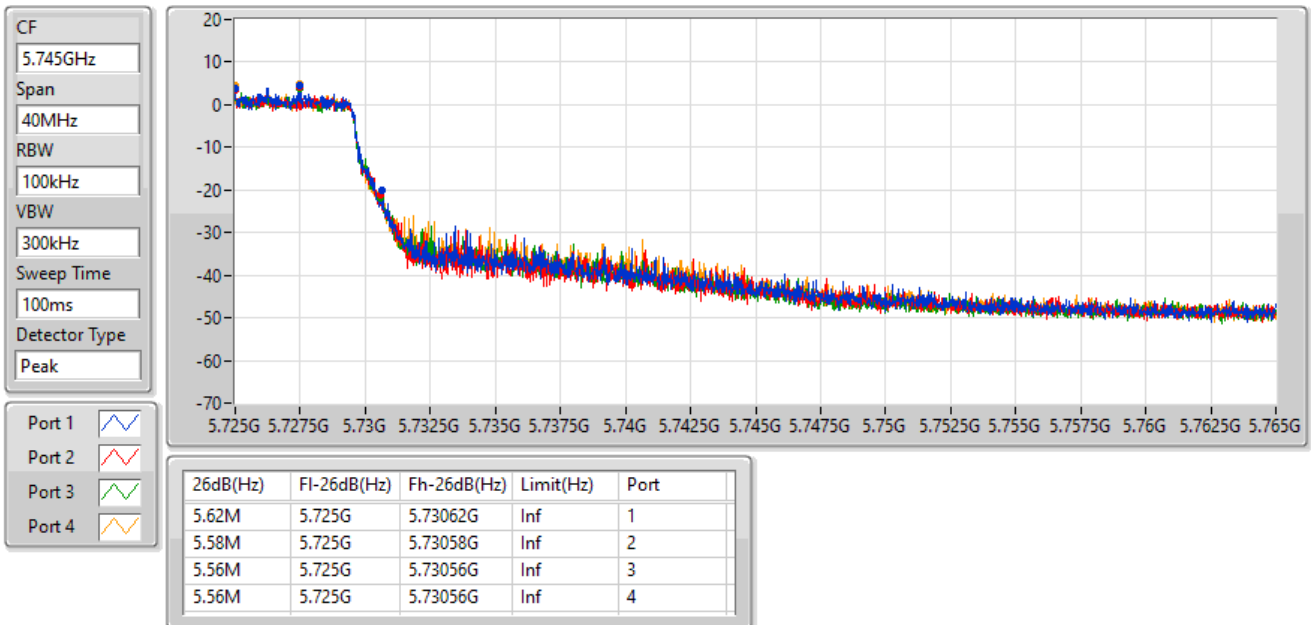 CF
5.745GHz
Span
40MHz
RBW
100kHz
VBW
300kHz
Sweep Time
100ms
Detector Type
Peak
Port 1
Port 2
Port 3
Port 4
20
10
0
-10
-20
-30
-40
-50
-60
-70
5.725G 5.7275G 5.73G 5.7325G 5.735G 5.7375G 5.74G 5.7425G 5.745G 5.7475G 5.75G 5.7525G 5.755G 5.7575G 5.76G 5.7625G 5.765G
26dB(Hz) Fl-26dB(Hz) Fh-26dB(Hz) Limit(Hz) Port
5.62M 5.725G 5.73062G Inf 1
5.58M 5.725G 5.73058G Inf 2
5.56M 5.725G 5.73056G Inf 3
5.56M 5.725G 5.73056G Inf 4